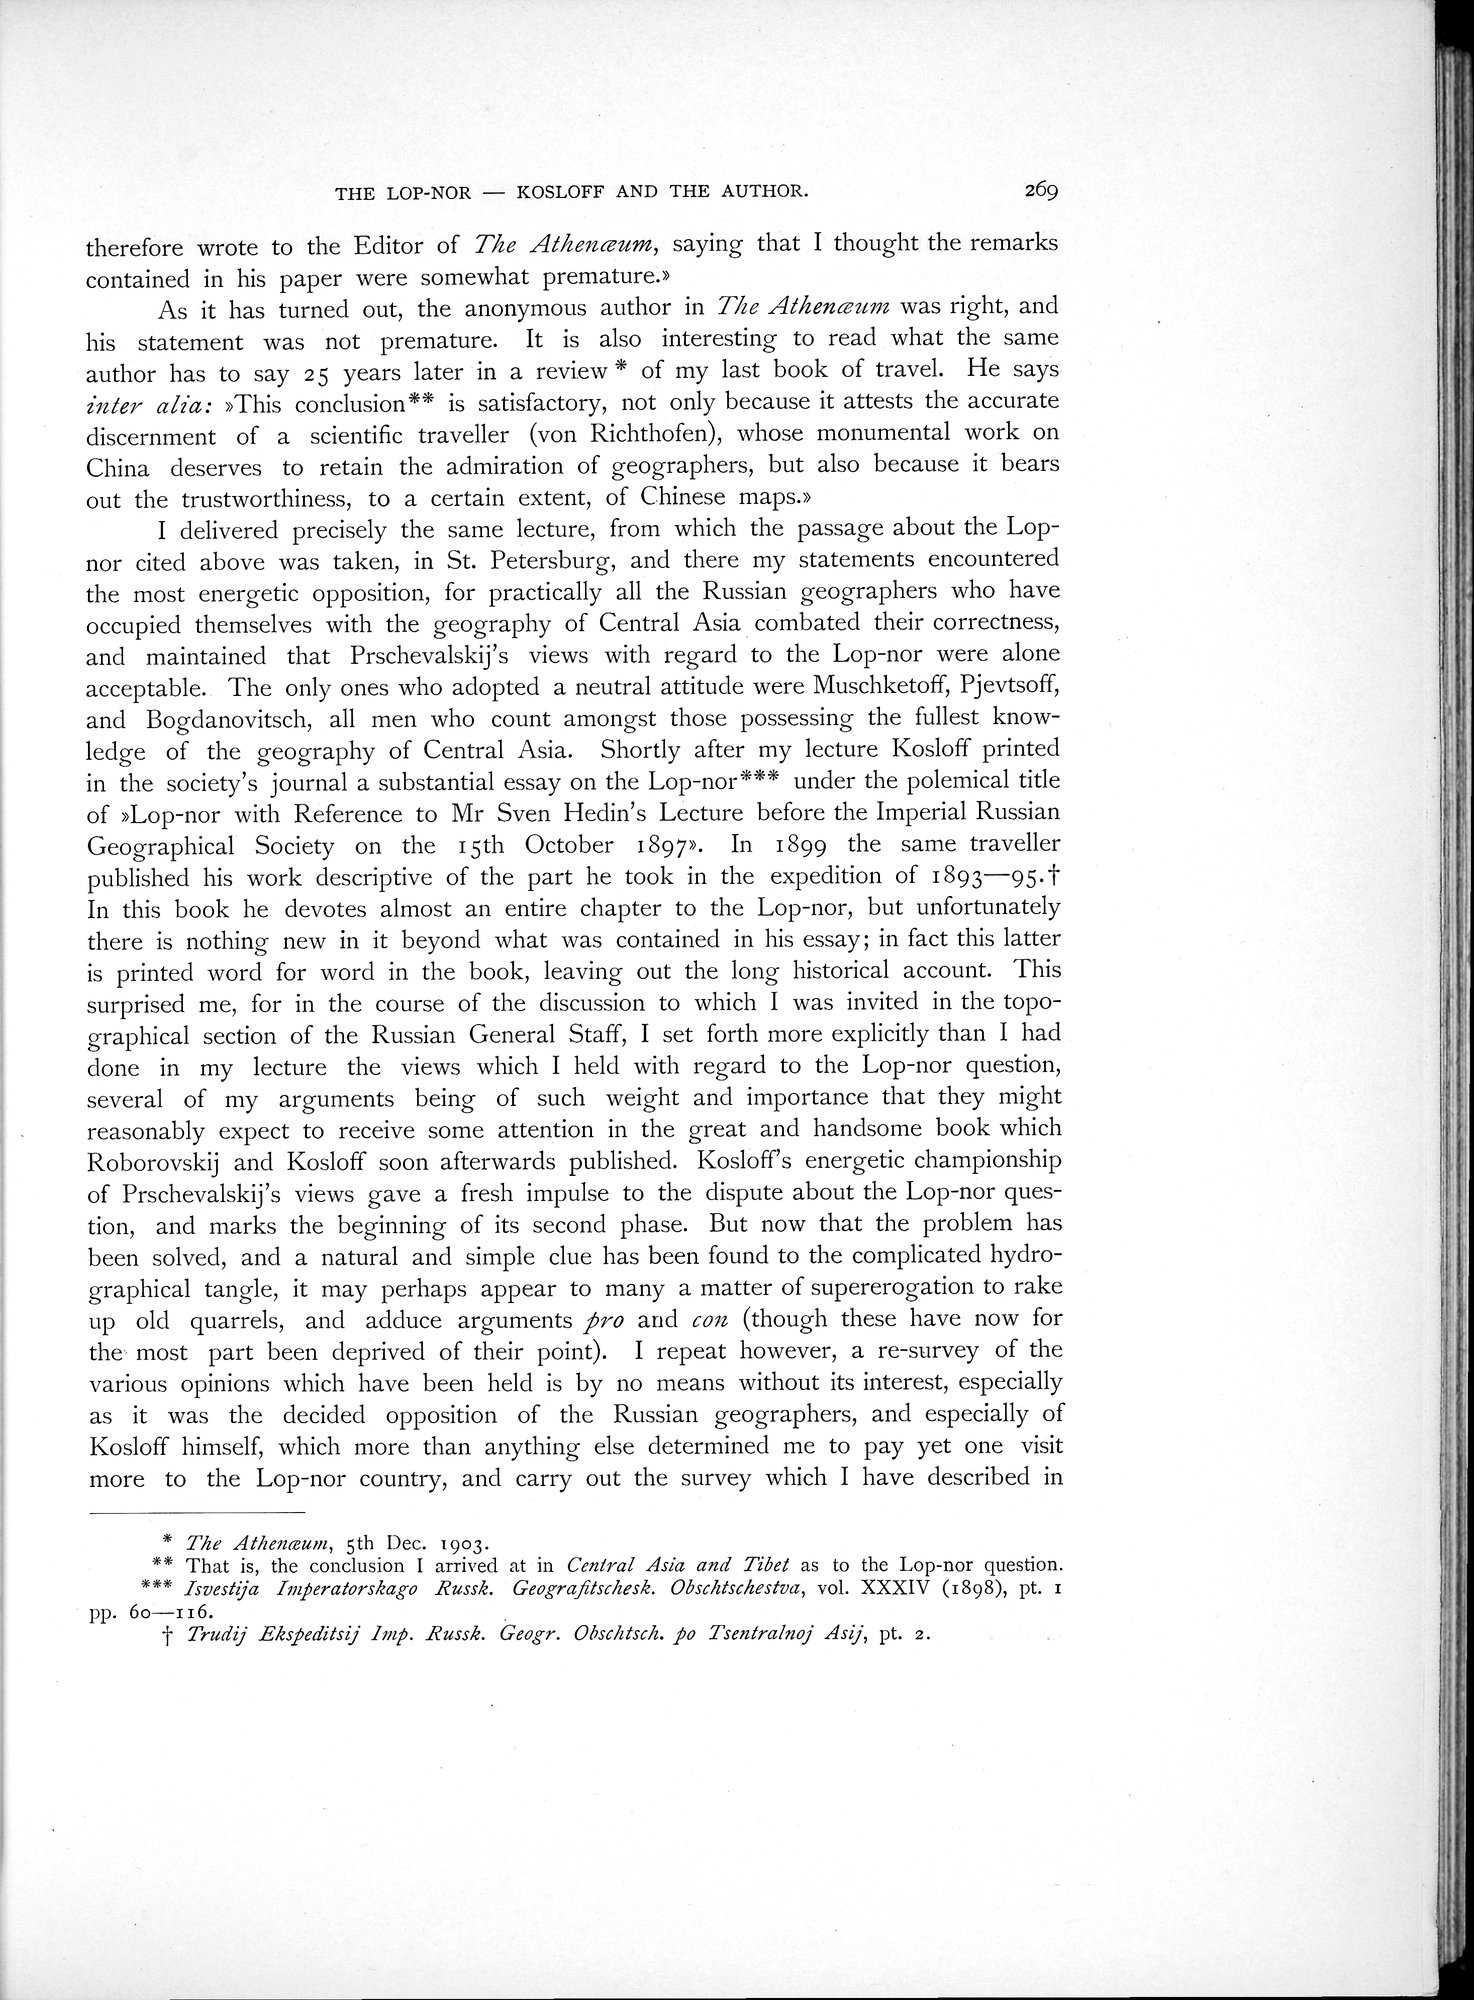 THE LOP-NOR — KOSLOFF AND THE AUTHOR. 269
therefore wrote to the Editor of The Athenæum, saying that I thought the remarks
contained in his paper were somewhat premature.»
As it has turned out, the anonymous author in The Athenæum was right, and
his statement was not premature. It is also interesting to read what the same
author has to say 25 years later in a review* of my last book of travel. He says
inter alia: »This conclusion** is satisfactory, not only because it attests the accurate
discernment of a scientific traveller (von Richthofen), whose monumental work on
China deserves to retain the admiration of geographers, but also because it bears
out the trustworthiness, to a certain extent, of Chinese maps.»
I delivered precisely the same lecture, from which the passage about the Lop-
nor cited above was taken, in St. Petersburg, and there my statements encountered
the most energetic opposition, for practically all the Russian geographers who have
occupied themselves with the geography of Central Asia combated their correctness,
and maintained that Prschevalskij's views with regard to the Lop-nor were alone
acceptable. The only ones who adopted a neutral attitude were Muschketoff, Pjevtsoff,
and Bogdanovitsch, all men who count amongst those possessing the fullest know-
ledge of the geography of Central Asia. Shortly after my lecture Kosloff printed
in the society's journal a substantial essay on the Lop-nor*** under the polemical title
of »Lop-nor with Reference to Mr Sven Hedin's Lecture before the Imperial Russian
Geographical Society on the 15th October 1897». In 1899 the same traveller
published his work descriptive of the part he took in the expedition of 1893—95.†
In this book he devotes almost an entire chapter to the Lop-nor, but unfortunately
there is nothing new in it beyond what was contained in his essay; in fact this latter
is printed word for word in the book, leaving out the long historical account. This
surprised me, for in the course of the discussion to which I was invited in the topo-
graphical section of the Russian General Staff, I set forth more explicitly than I had
done in my lecture the views which I held with regard to the Lop-nor question,
several of my arguments being of such weight and importance that they might
reasonably expect to receive some attention in the great and handsome book which
Roborovskij and Kosloff soon afterwards published. Kosloff's energetic championship
of Prschevalskij's views gave a fresh impulse to the dispute about the Lop-nor ques-
tion, and marks the beginning of its second phase. But now that the problem has
been solved, and a natural and simple clue has been found to the complicated hydro-
graphical tangle, it may perhaps appear to many a matter of supererogation to rake
up old quarrels, and adduce arguments pro and con (though these have now for
the most part been deprived of their point). I repeat however, a re-survey of the
various opinions which have been held is by no means without its interest, especially
as it was the decided opposition of the Russian geographers, and especially of
Kosloff himself, which more than anything else determined me to pay yet one visit
more to the Lop-nor country, and carry out the survey which I have described in
* The Athenæum, 5th Dec. 1903.
** That is, the conclusion I arrived at in Central Asia and Tibet as to the Lop-nor question.
*** Isvestija Imperatorskago Russk. Geografitschesk. Obschtschestva, vol. XXXIV (1898), pt. 1
pp. 60—116.
† Trudij Ekspeditsij Imp. Russk. Geogr. Obschtsch. po Tsentralnoj Asij, pt. 2.